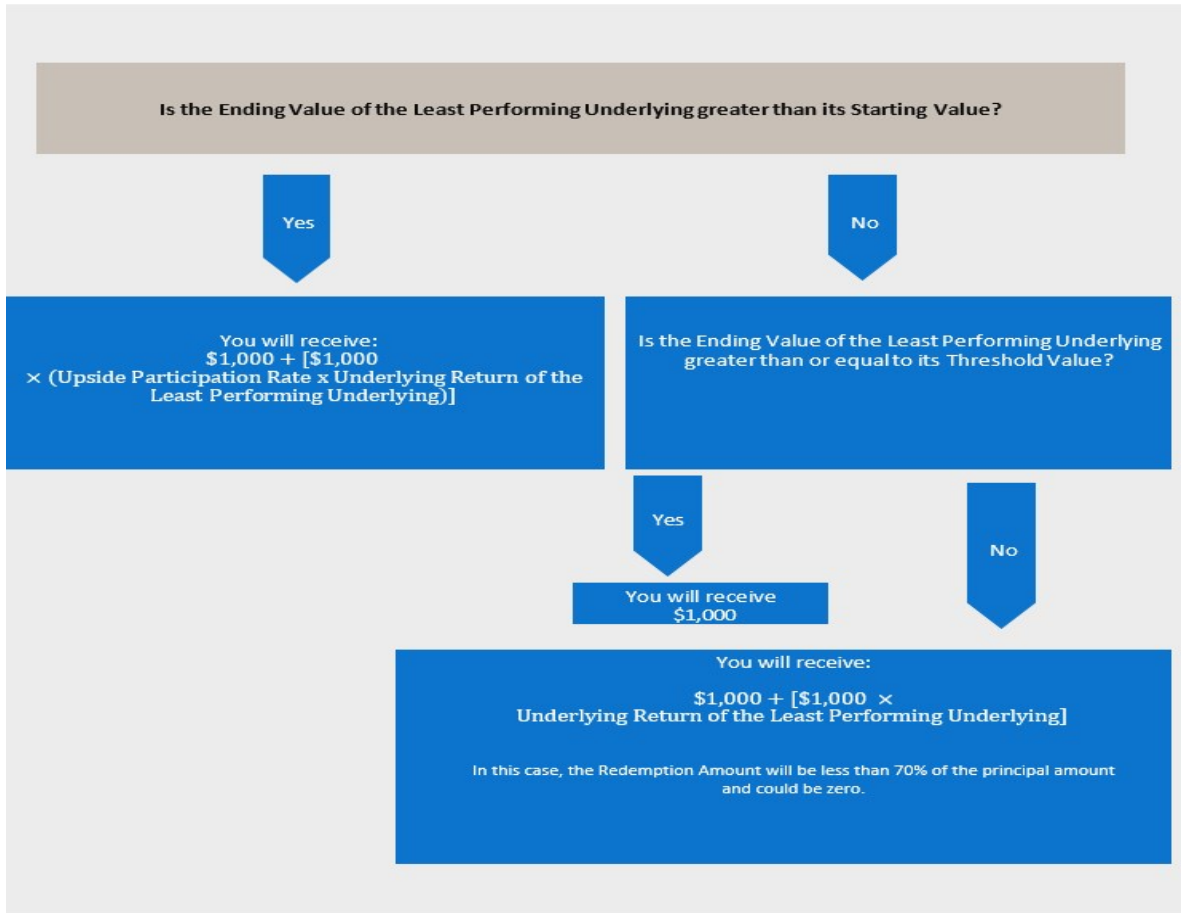 Is the Ending Value of the Least Performing Underlying greater than its Starting Value?
Yes
No
You will receive:
$1,000 + [$1,000
× (Upside Participation Rate x Underlying Return of the
Least Performing Underlying)]
Is the Ending Value of the Least Performing Underlying
greater than or equal to its Threshold Value?
Yes
No
You will receive
$1,000
You will receive:
$1,000 + [$1,000 ×
Underlying Return of the Least Performing Underlying]
In this case, the Redemption Amount will be less than 70% of the principal amount
and could be zero.